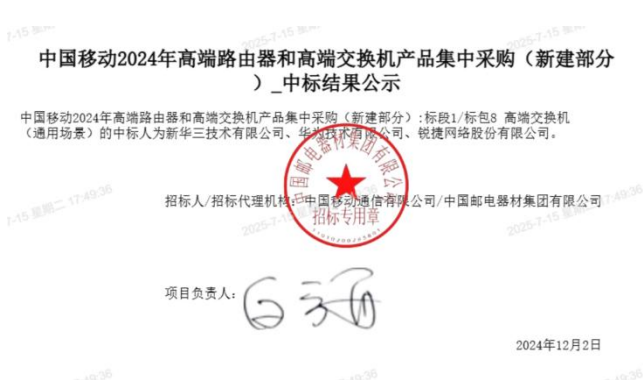 中国移动2024年高端路由器和高端交换机产品集中采购（新建部分
）_中标结果公示
中国移动2024年高端路由器和高端交换机产品集中采购（新建部分）:标段1/标包8 高端交换机
（通用场景）的中标人为新华三技术有限公司、华为技术有限公司、锐捷网络股份有限公司。
中国邮电器材集团有限公司
招标人/招标代理机构：中国移动通信有限公司/中国邮电器材集团有限公司
招标专用章
项目负责人：
2024年12月2日
2025-7-15 星期二 17:49:36